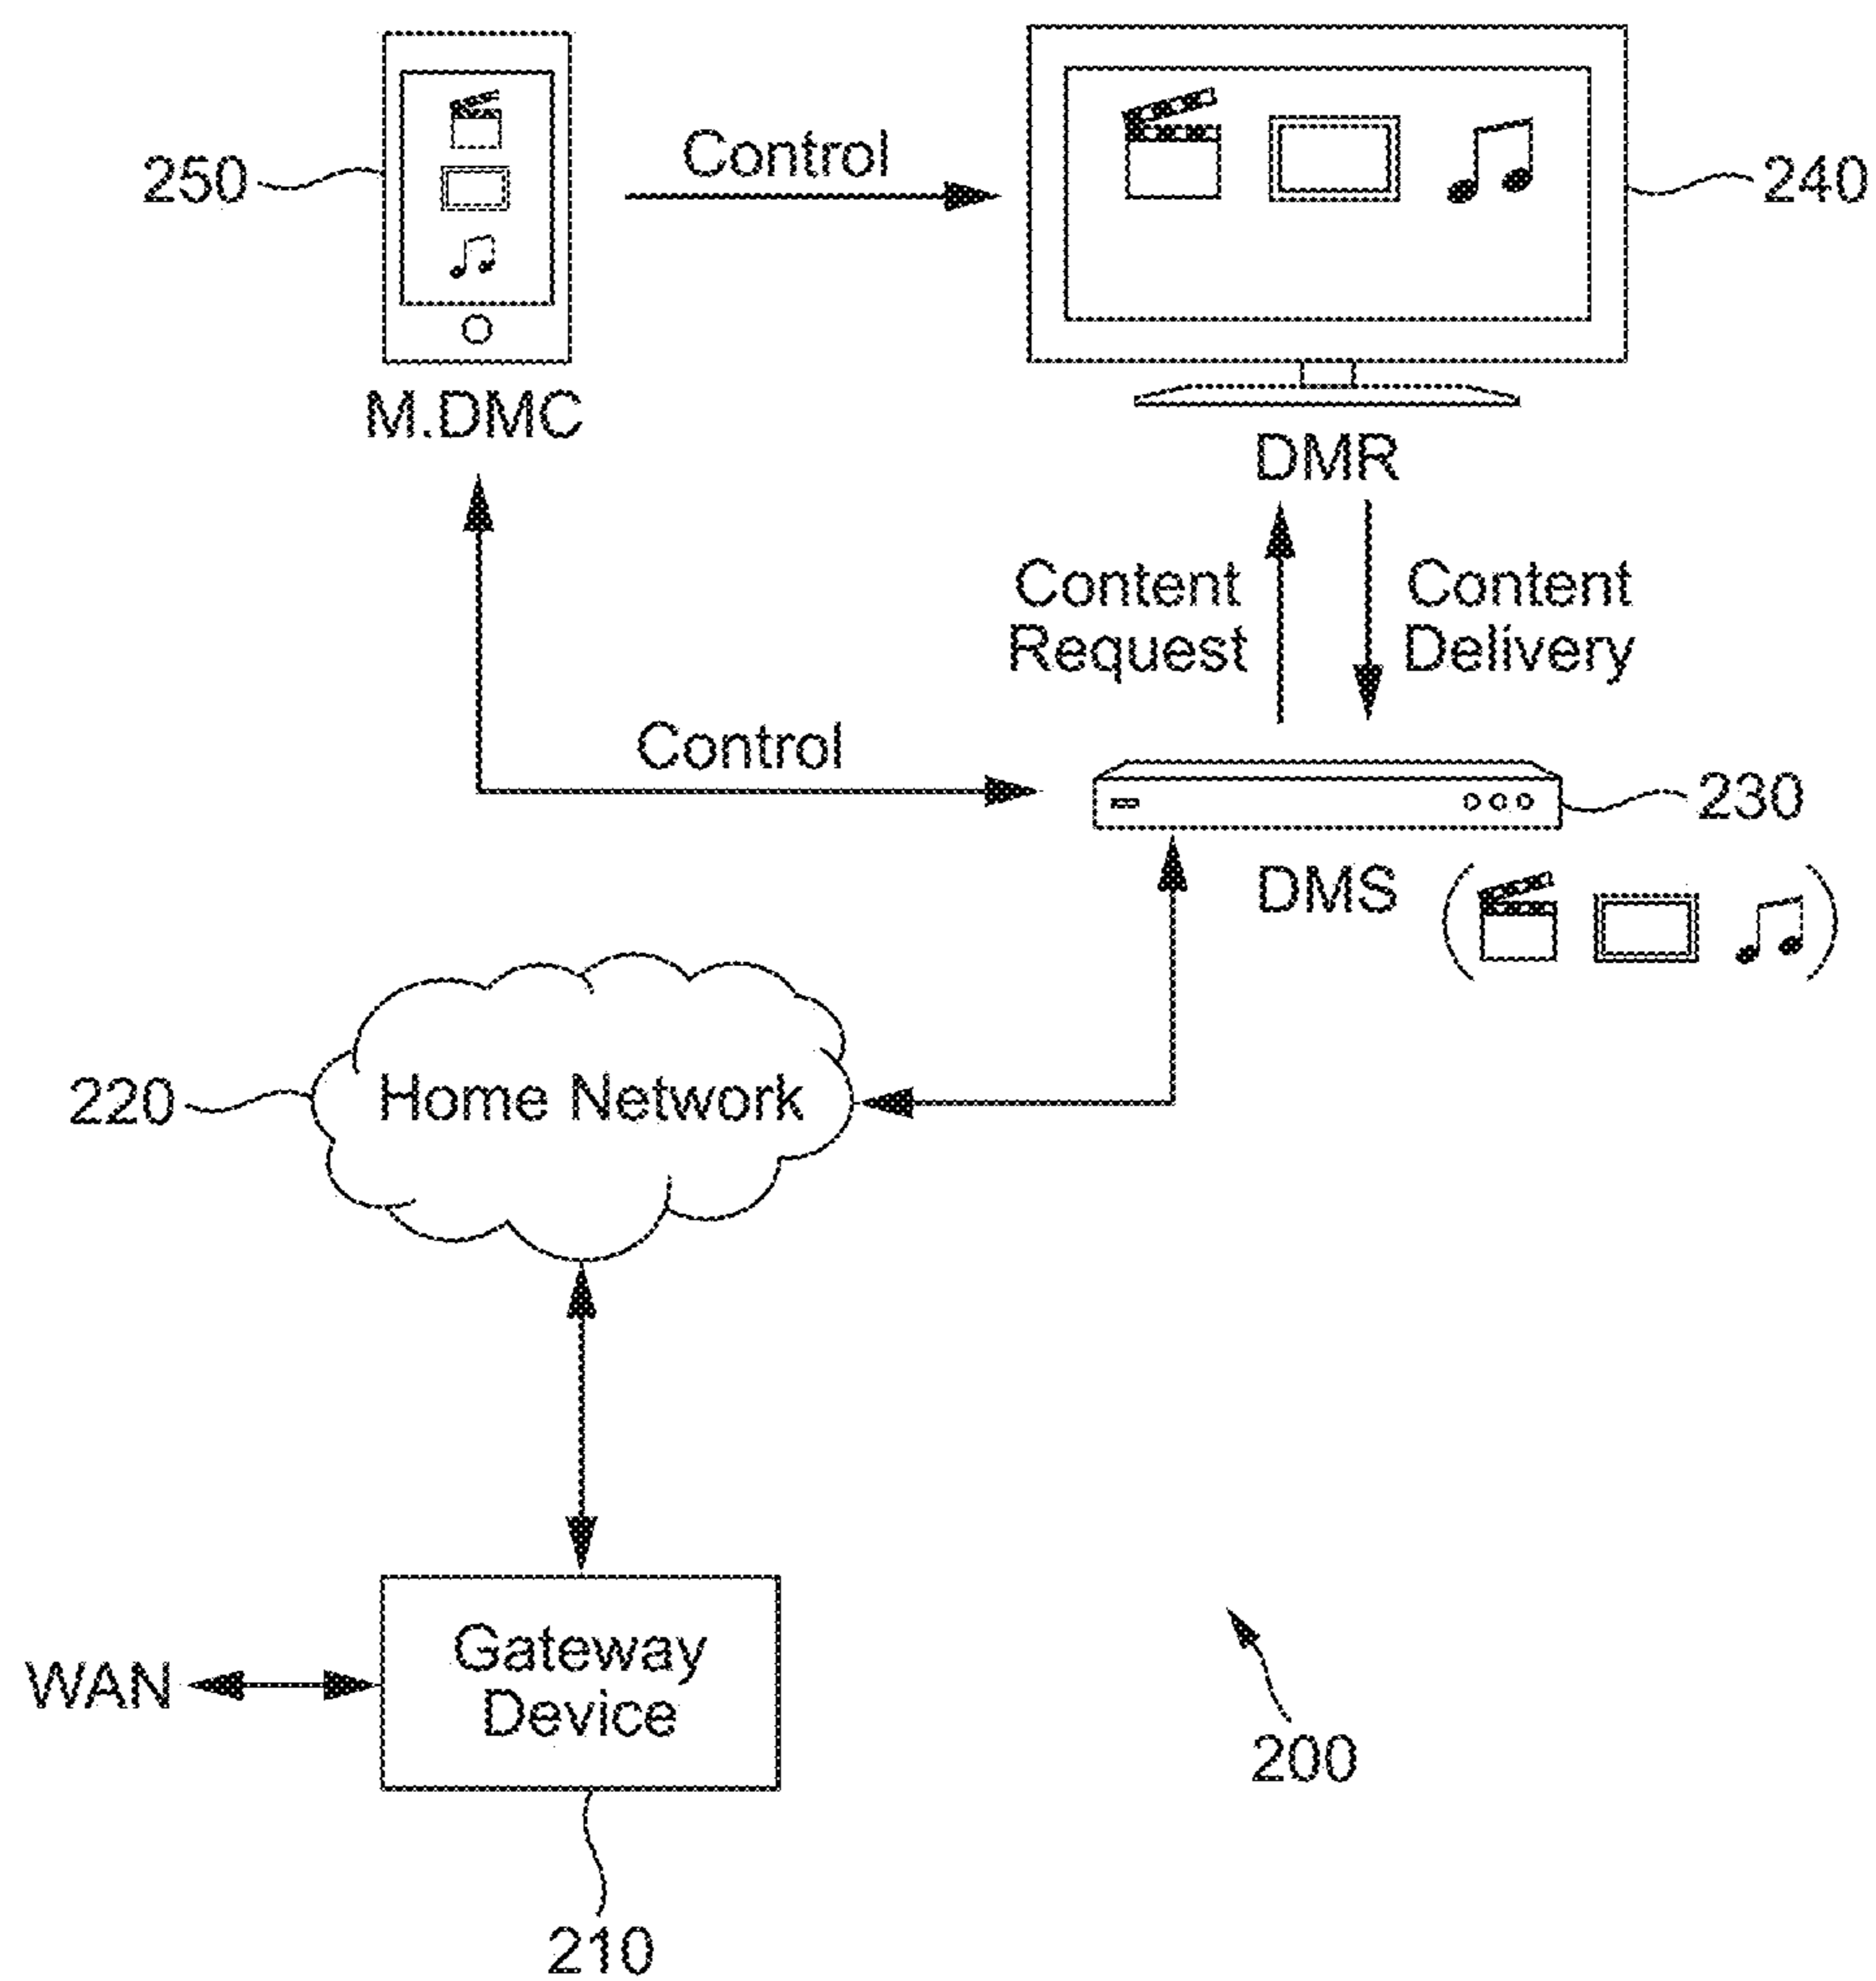 250
Control
240
M.DMC
DMR
Content
Request
Content
Delivery
Control
230
DMS
220
Home Network
WAN
Gateway
Device
200
210